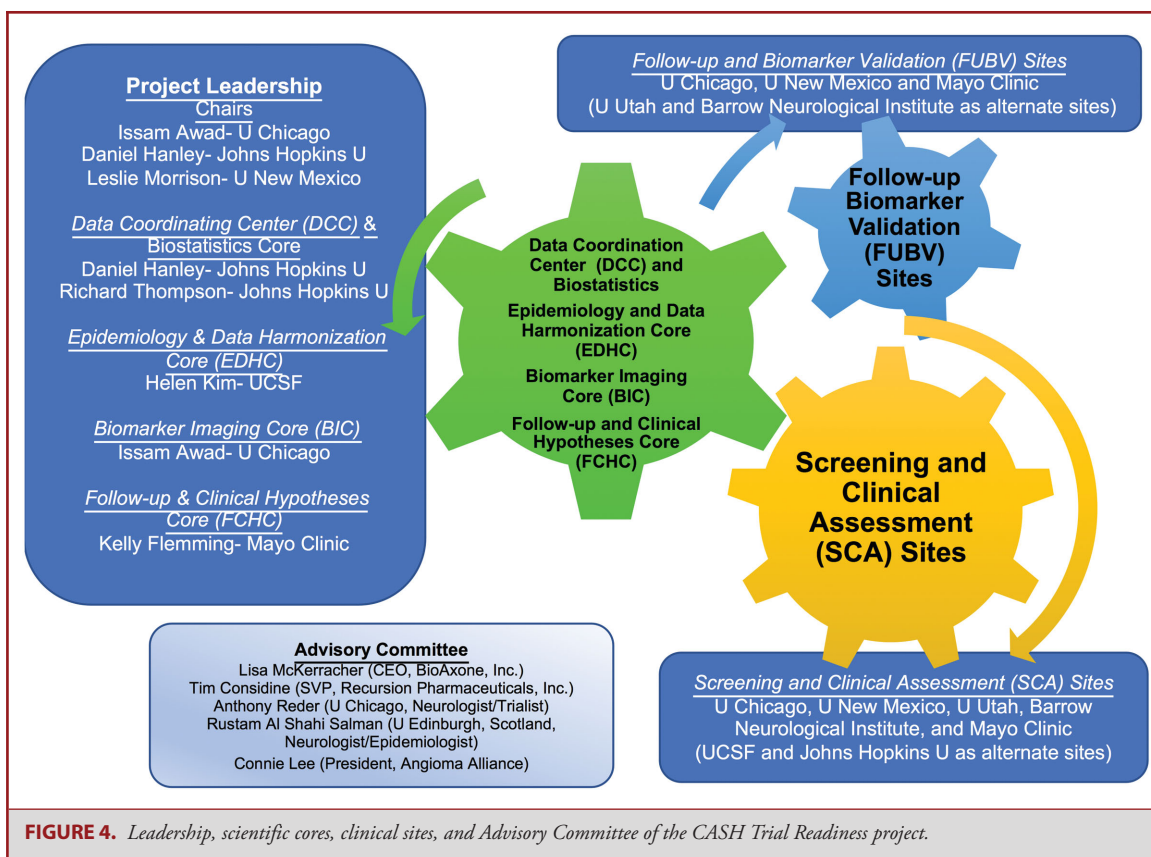 Project Leadership
Chairs
Issam Awad- U Chicago
Daniel Hanley- Johns Hopkins U
Leslie Morrison- U New Mexico
Data Coordinating Center (DCC) &
Biostatistics Core
Daniel Hanley- Johns Hopkins U
Richard Thompson- Johns Hopkins U
Epidemiology & Data Harmonization
Core (EDHC)
Helen Kim- UCSF
Biomarker Imaging Core (BIC)
Issam Awad- U Chicago
Follow-up & Clinical Hypotheses
Core (FCHC)
Kelly Flemming- Mayo Clinic
Follow-up and Biomarker Validation (FUBV) Sites
U Chicago, U New Mexico and Mayo Clinic
(U Utah and Barrow Neurological Institute as alternate sites)
Data Coordination
Center (DCC) and
Biostatistics
Epidemiology and Data
Harmonization Core
(EDHC)
Biomarker Imaging
Core (BIC)
Follow-up and Clinical
Hypotheses Core
(FCHC)
Follow-up
Biomarker
Validation
(FUBV)
Sites
Screening and
Clinical
Assessment
(SCA) Sites
Advisory Committee
Lisa McKerracher (CEO, BioAxone, Inc.)
Tim Considine (SVP, Recursion Pharmaceuticals, Inc.)
Anthony Reder (U Chicago, Neurologist/Trialist)
Rustam Al Shahi Salman (U Edinburgh, Scotland,
Neurologist/Epidemiologist)
Connie Lee (President, Angioma Alliance)
Screening and Clinical Assessment (SCA) Sites
U Chicago, U New Mexico, U Utah, Barrow
Neurological Institute, and Mayo Clinic
(UCSF and Johns Hopkins U as alternate sites)
FIGURE 4. Leadership, scientific cores, clinical sites, and Advisory Committee of the CASH Trial Readiness project.